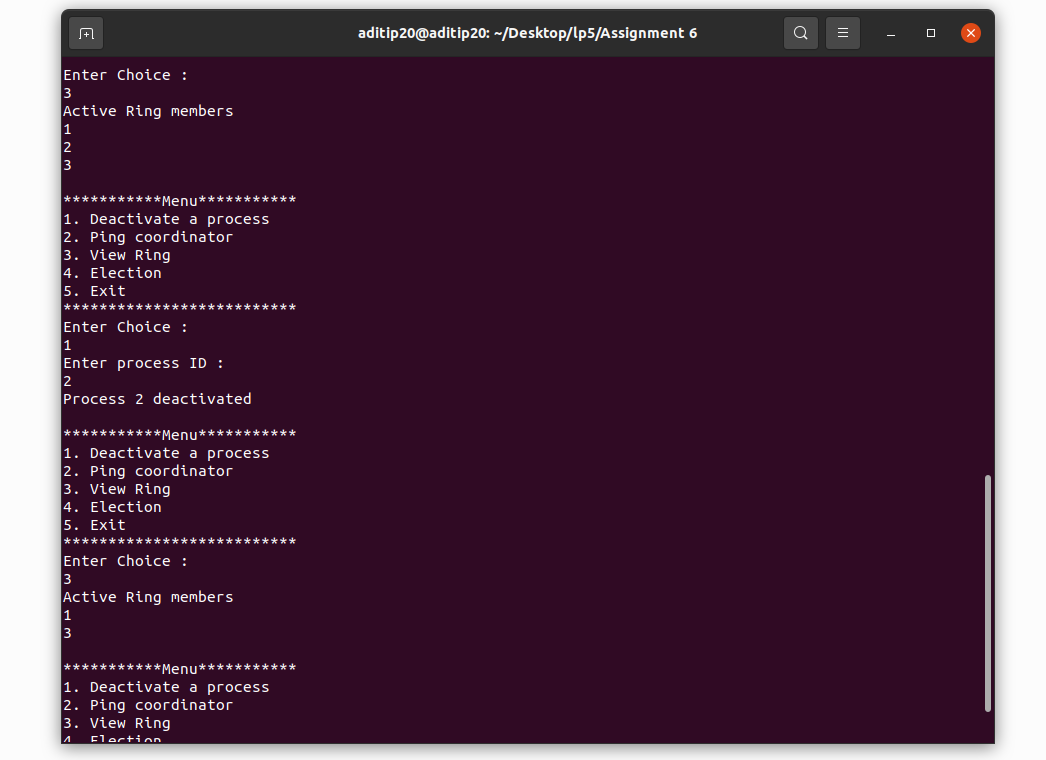 aditip20@aditip20: ~/Desktop/lp5/Assignment 6
Enter Choice :
3
Active Ring members
1
2
3
***********Menu***********
1. Deactivate a process
2. Ping coordinator
3. View Ring
4. Election
5. Exit
**************************
Enter Choice :
1
Enter process ID :
2
Process 2 deactivated
***********Menu***********
1. Deactivate a process
2. Ping coordinator
3. View Ring
4. Election
5. Exit
**************************
Enter Choice :
3
Active Ring members
1
3
***********Menu***********
1. Deactivate a process
2. Ping coordinator
3. View Ring
4. Election